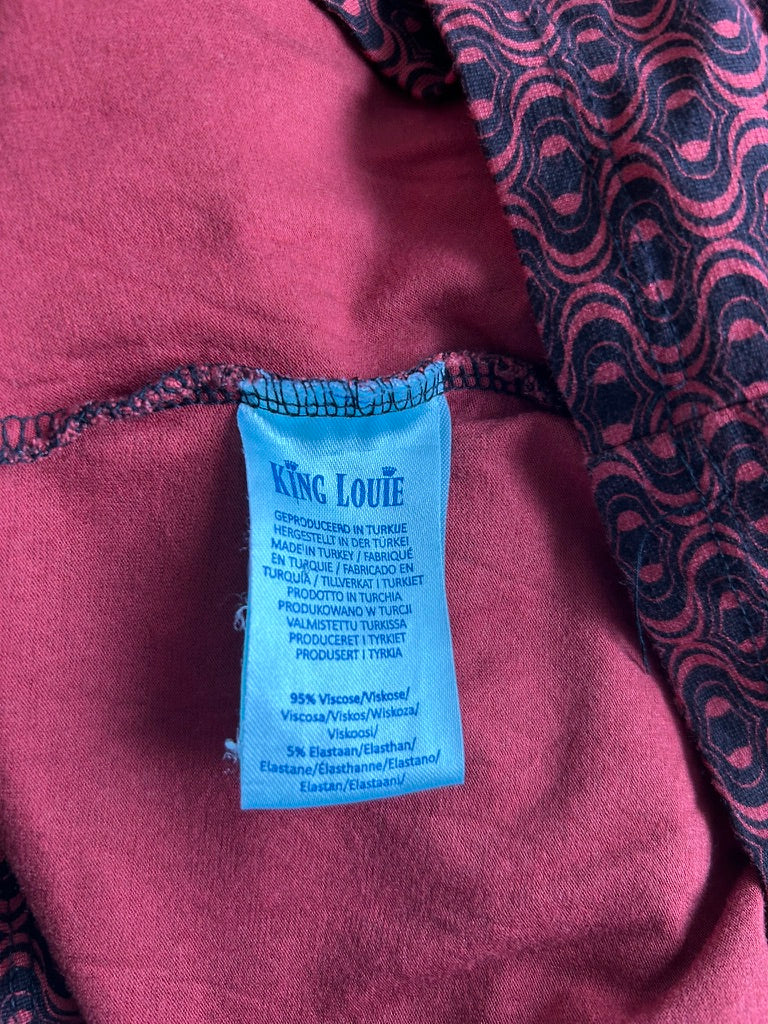 KING LOUIE
GEPRODUCEERD IN TURKIJE
HERGESTELLT IN DER TÜRKEI
MADE IN TURKEY / FABRIQUÉ
EN TURQUIE / FABRICADO EN
TURQUÍA / TILLVERKAT I TURKIET
PRODOTTO IN TURCHIA
PRODUKOWANO W TURCJI
VALMISTETTU TURKISSA
PRODUCERET I TYRKIET
PRODUSERT I TYRKIA
95% Viscose/Viskose/
Viscosa/Viskos/Wiskoza/
Viskoosi/
5% Elastaan/Elasthan/
Elastane/Élasthanne/Elastano/
Elastan/Elastaani/